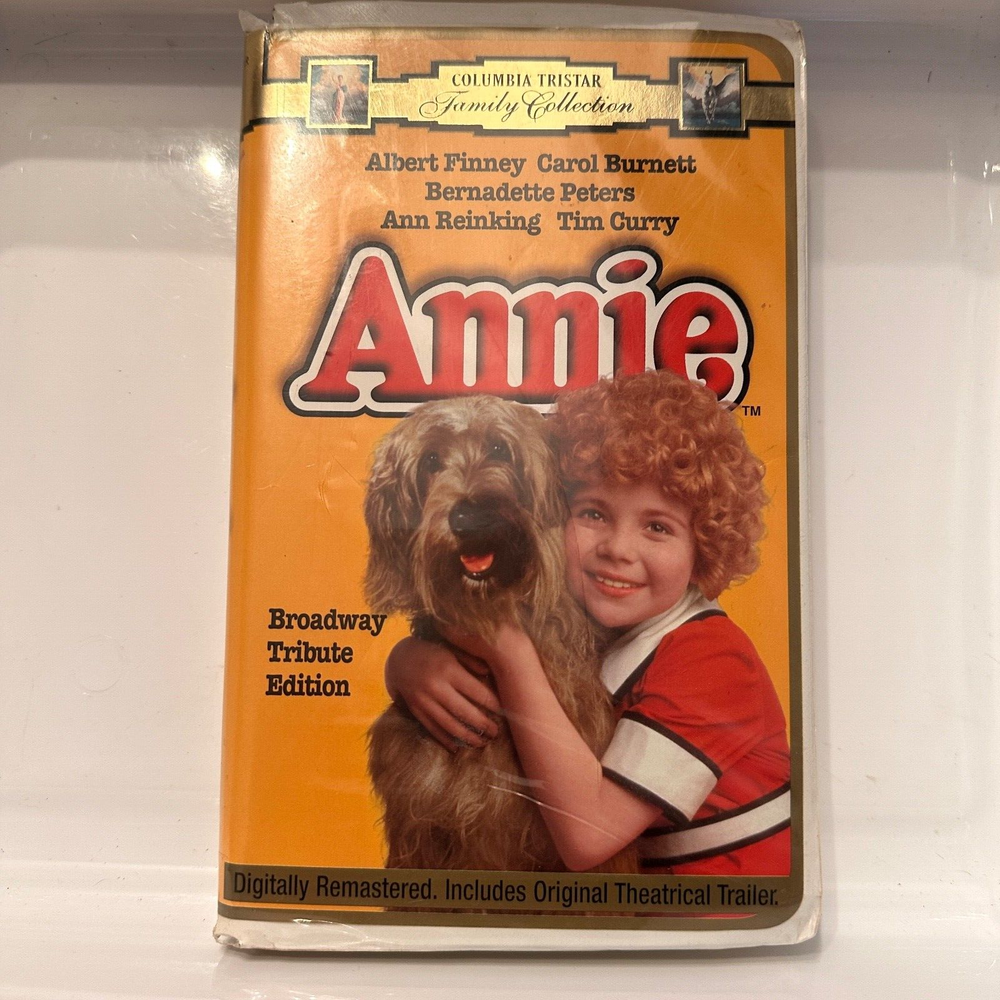 COLUMBIA TRISTAR
Family Collection
Albert Finney Carol Burnett
Bernadette Peters
Ann Reinking Tim Curry
Annie
TM
Broadway
Tribute
Edition
Digitally Remastered. Includes Original Theatrical Trailer.